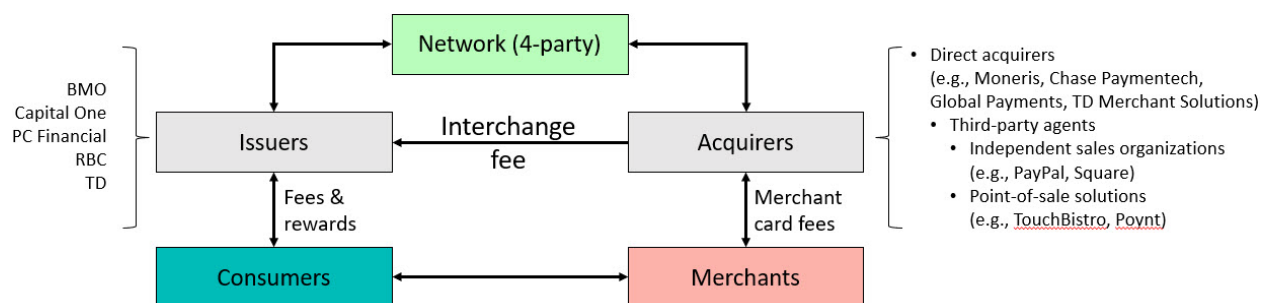 Network (4-party)
BMO
Capital One
PC Financial
RBC
TD
Issuers
Interchange
fee
Acquirers
• Direct acquirers
(e.g., Moneris, Chase Paymentech,
Global Payments, TD Merchant Solutions)
• Third-party agents
• Independent sales organizations
(e.g., PayPal, Square)
• Point-of-sale solutions
(e.g., TouchBistro, Poynt)
Fees &
rewards
Merchant
card fees
Consumers
Merchants